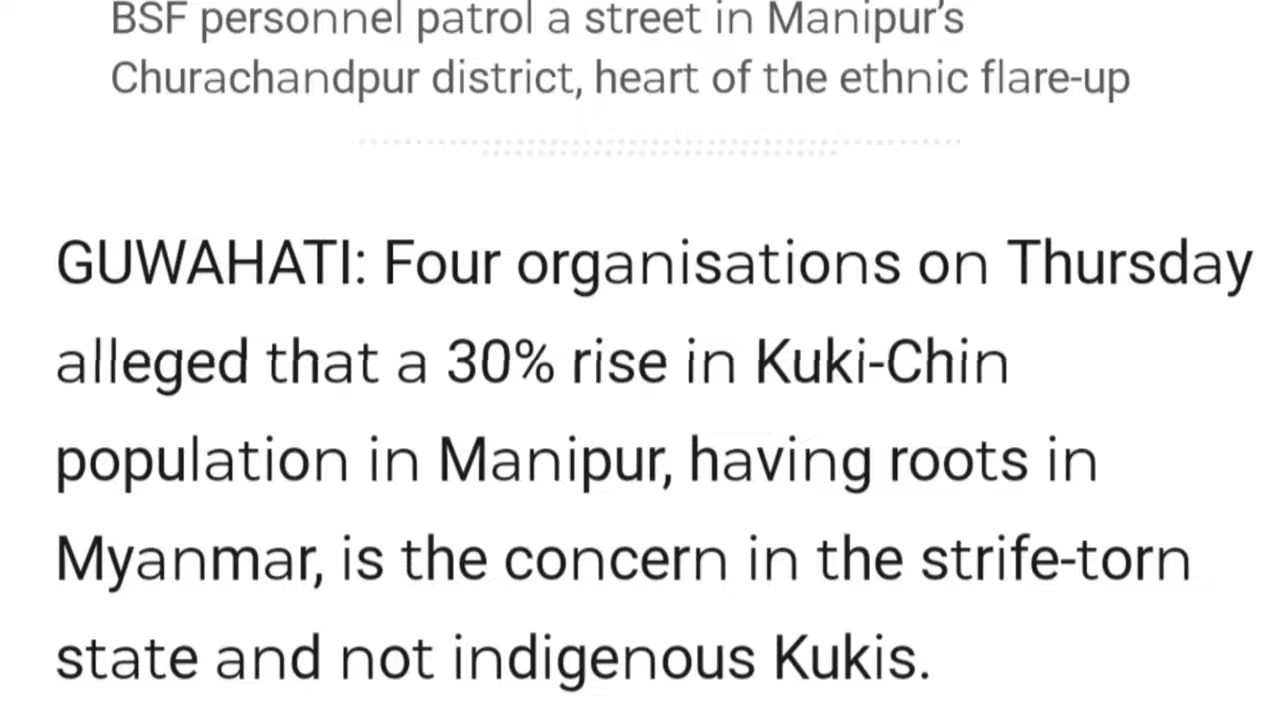 BSF personnel patrol a street in Manipur's
Churachandpur district, heart of the ethnic flare-up
GUWAHATI: Four organisations on Thursday
alleged that a 30% rise in Kuki-Chin
population in Manipur, having roots in
Myanmar, is the concern in the strife-torn
state and not indigenous Kukis.